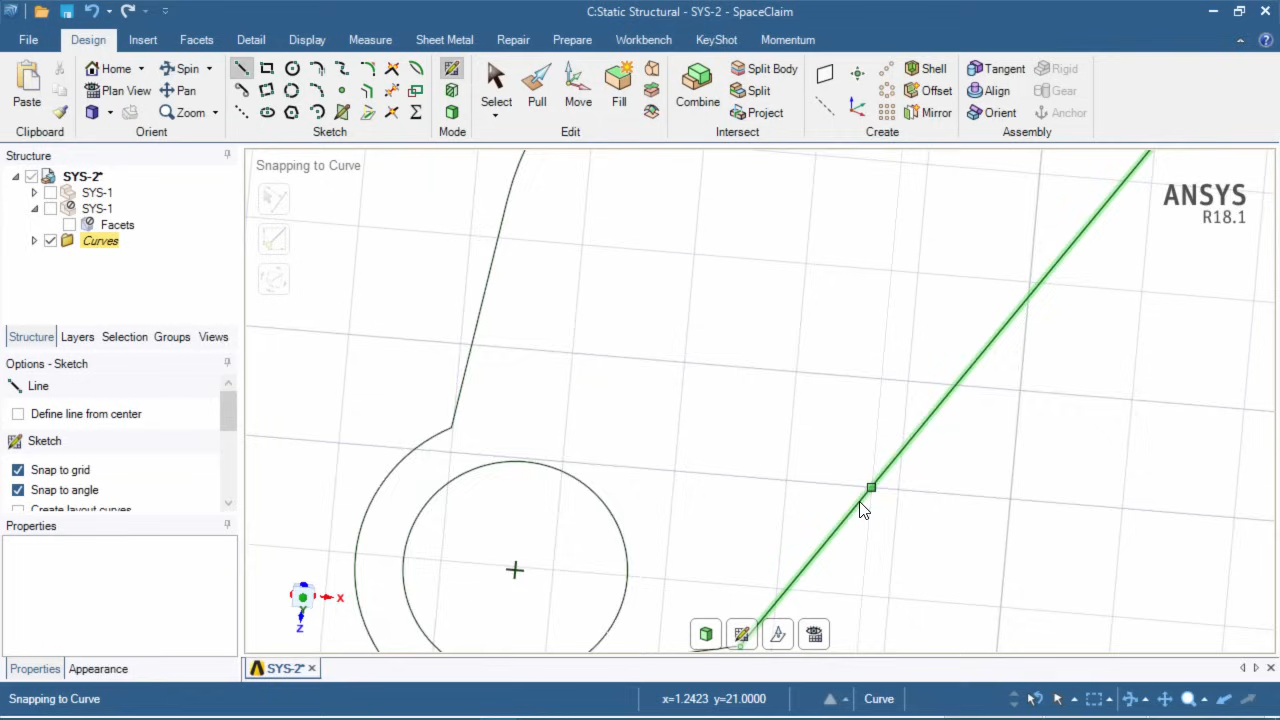 C:Static Structural - SYS-2 - SpaceClaim
File Design Insert Facets Detail Display Measure Sheet Metal Repair Prepare Workbench KeyShot Momentum
Paste
Home
Plan View
Spin
Pan
Zoom
Select
Pull
Move
Fill
Combine
Split Body
Split
Project
Shell
Offset
Mirror
Tangent
Align
Orient
Rigid
Gear
Anchor
Clipboard Orient Sketch Mode Edit Intersect Create Assembly
Structure
SYS-2*
SYS-1
SYS-1
Facets
Curves
Structure Layers Selection Groups Views
Options - Sketch
Line
Define line from center
Sketch
Snap to grid
Snap to angle
Create layout curves
Properties
Properties Appearance
Snapping to Curve
ANSYS
R18.1
X
Y
Z
SYS-2*
Snapping to Curve
x=1.2423 y=21.0000
Curve